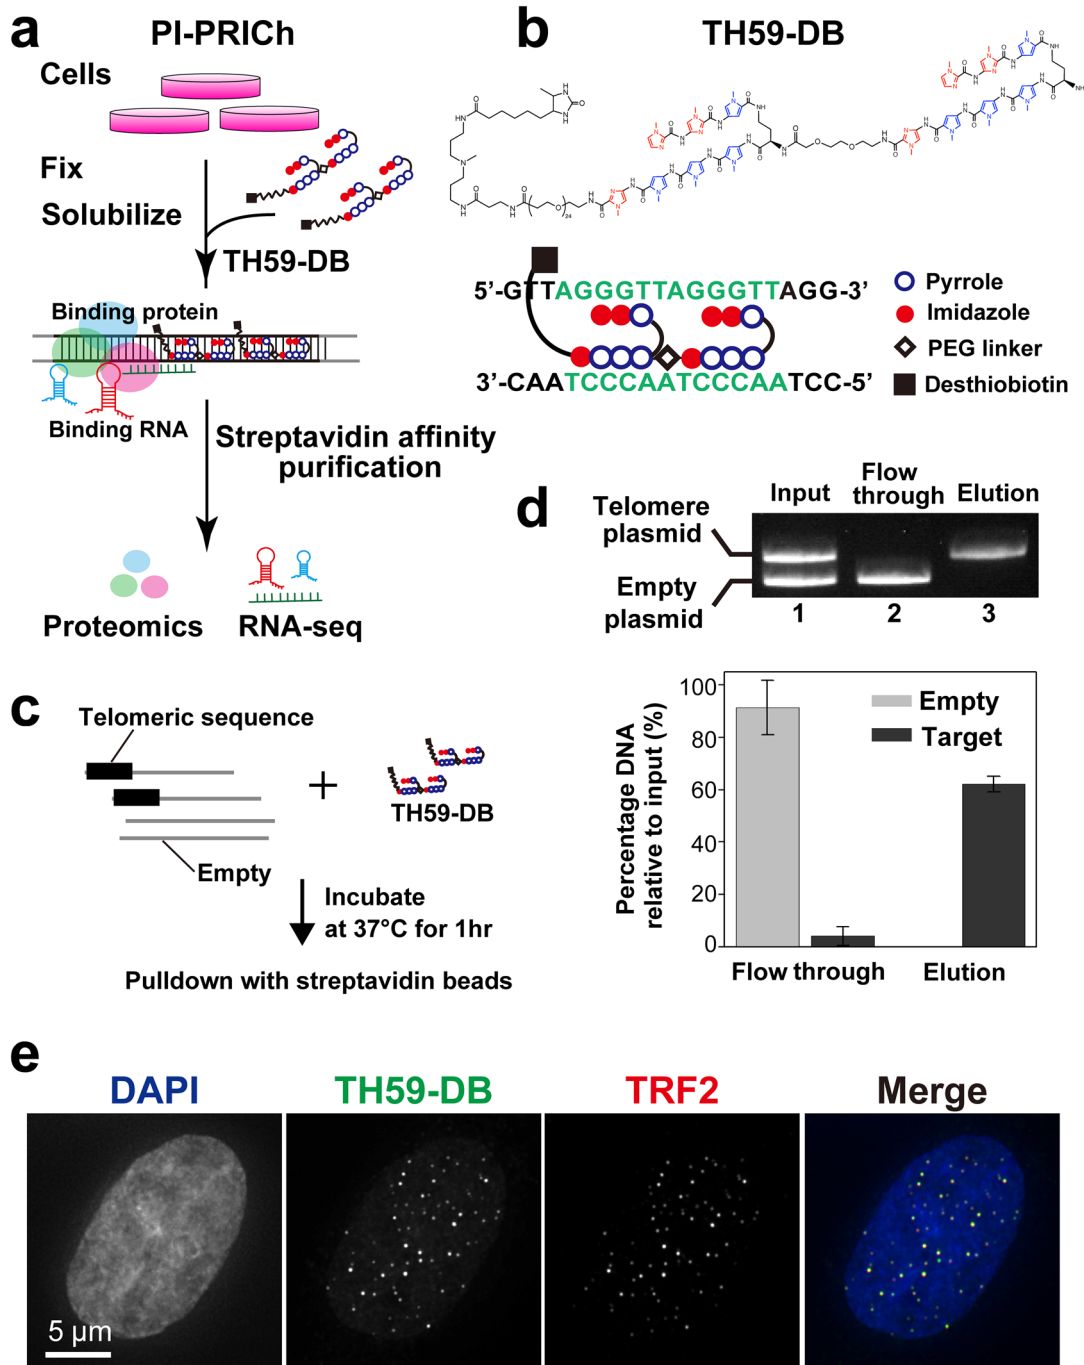 a
PI-PRICh
Cells
Fix
Solubilize
TH59-DB
Binding protein
Binding RNA
Streptavidin affinity
purification
Proteomics
RNA-seq
b
TH59-DB
5’-GTTAGGGTTAGGGTTAGG-3’
3’-CAATCCCAATCCCAATCC-5’
Pyrrole
Imidazole
PEG linker
Desthiobiotin
c
Telomeric sequence
+
TH59-DB
Empty
Incubate
at 37°C for 1hr
Pulldown with streptavidin beads
d
Input
Flow
through
Elution
Telomere
plasmid
Empty
plasmid
1 2 3
Percentage DNA
relative to input (%)
100
80
60
40
20
0
Empty
Target
Flow through
Elution
e
DAPI
TH59-DB
TRF2
Merge
5 µm